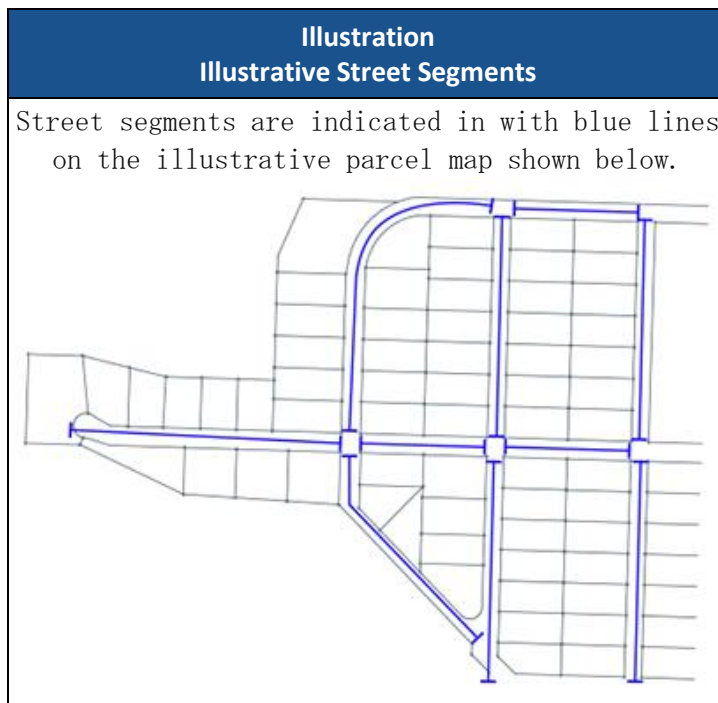 Illustration
Illustrative Street Segments
Street segments are indicated in with blue lines
on the illustrative parcel map shown below.